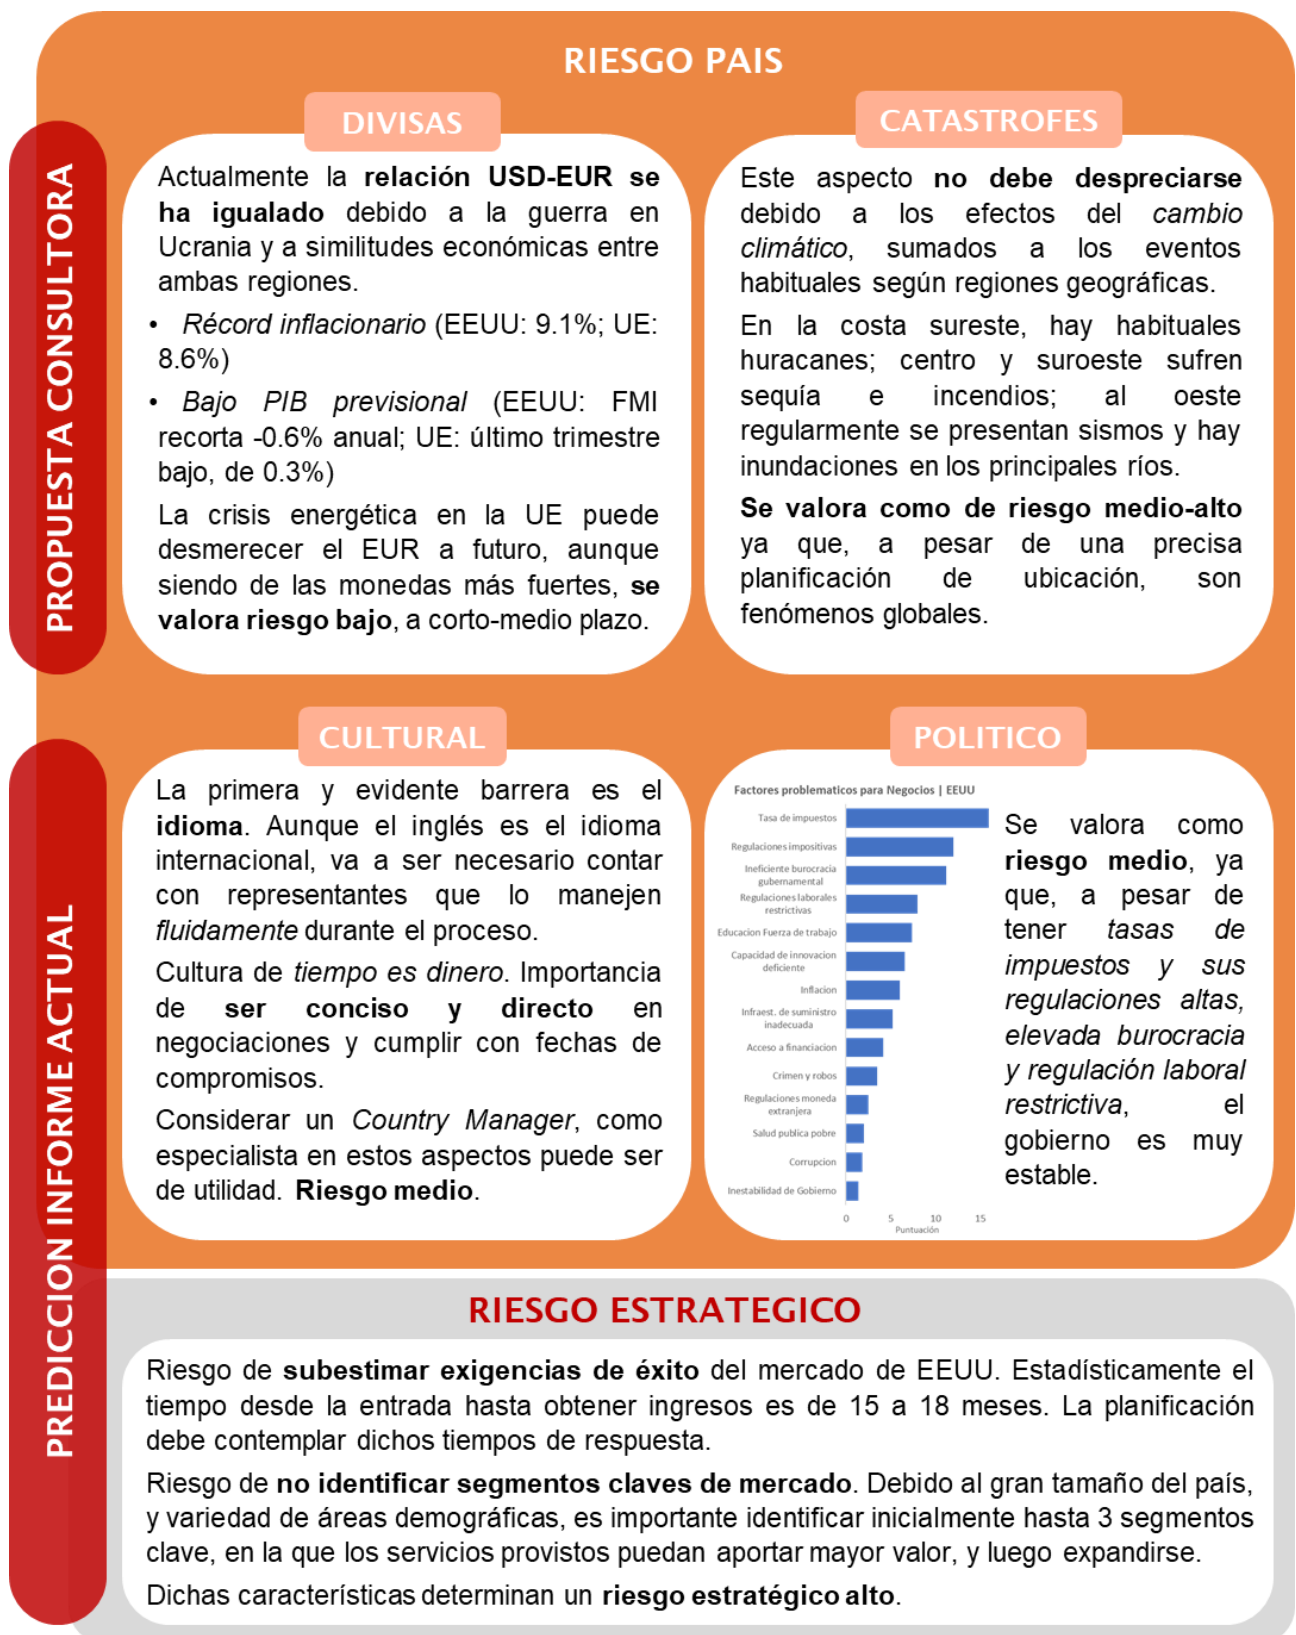 RIESGO PAIS
PROPUESTA CONSULTORA
DIVISAS
Actualmente la relación USD-EUR se
ha igualado debido a la guerra en
Ucrania y a similitudes económicas entre
ambas regiones.
• Récord inflacionario (EEUU: 9.1%; UE:
8.6%)
• Bajo PIB previsional (EEUU: FMI
recorta -0.6% anual; UE: último trimestre
bajo, de 0.3%)
La crisis energética en la UE puede
desmerecer el EUR a futuro, aunque
siendo de las monedas más fuertes, se
valora riesgo bajo, a corto-medio plazo.
CATASTROFES
Este aspecto no debe despreciarse
debido a los efectos del cambio
climático, sumados a los eventos
habituales según regiones geográficas.
En la costa sureste, hay habituales
huracanes; centro y suroeste sufren
sequía e incendios; al oeste
regularmente se presentan sismos y hay
inundaciones en los principales ríos.
Se valora como de riesgo medio-alto
ya que, a pesar de una precisa
planificación de ubicación, son
fenómenos globales.
PREDICCION INFORME ACTUAL
CULTURAL
La primera y evidente barrera es el
idioma. Aunque el inglés es el idioma
internacional, va a ser necesario contar
con representantes que lo manejen
fluidamente durante el proceso.
Cultura de tiempo es dinero. Importancia
de ser conciso y directo en
negociaciones y cumplir con fechas de
compromisos.
Considerar un Country Manager, como
especialista en estos aspectos puede ser
de utilidad. Riesgo medio.
POLITICO
Factores problematicos para Negocios | EEUU
Tasa de impuestos
Regulaciones impositivas
Ineficiente burocracia
gubernamental
Regulaciones laborales
restrictivas
Educacion Fuerza de trabajo
Capacidad de innovacion
deficiente
Inflacion
Infraest. de suministro
inadecuada
Acceso a financiacion
Crimen y robos
Regulaciones moneda
extranjera
Salud publica pobre
Corrupcion
Inestabilidad de Gobierno
0 5 10 15
Puntuación
Se valora como
riesgo medio, ya
que, a pesar de
tener tasas de
impuestos y sus
regulaciones altas,
elevada burocracia
y regulación laboral
restrictiva, el
gobierno es muy
estable.
RIESGO ESTRATEGICO
Riesgo de subestimar exigencias de éxito del mercado de EEUU. Estadísticamente el
tiempo desde la entrada hasta obtener ingresos es de 15 a 18 meses. La planificación
debe contemplar dichos tiempos de respuesta.
Riesgo de no identificar segmentos claves de mercado. Debido al gran tamaño del país,
y variedad de áreas demográficas, es importante identificar inicialmente hasta 3 segmentos
clave, en la que los servicios provistos puedan aportar mayor valor, y luego expandirse.
Dichas características determinan un riesgo estratégico alto.